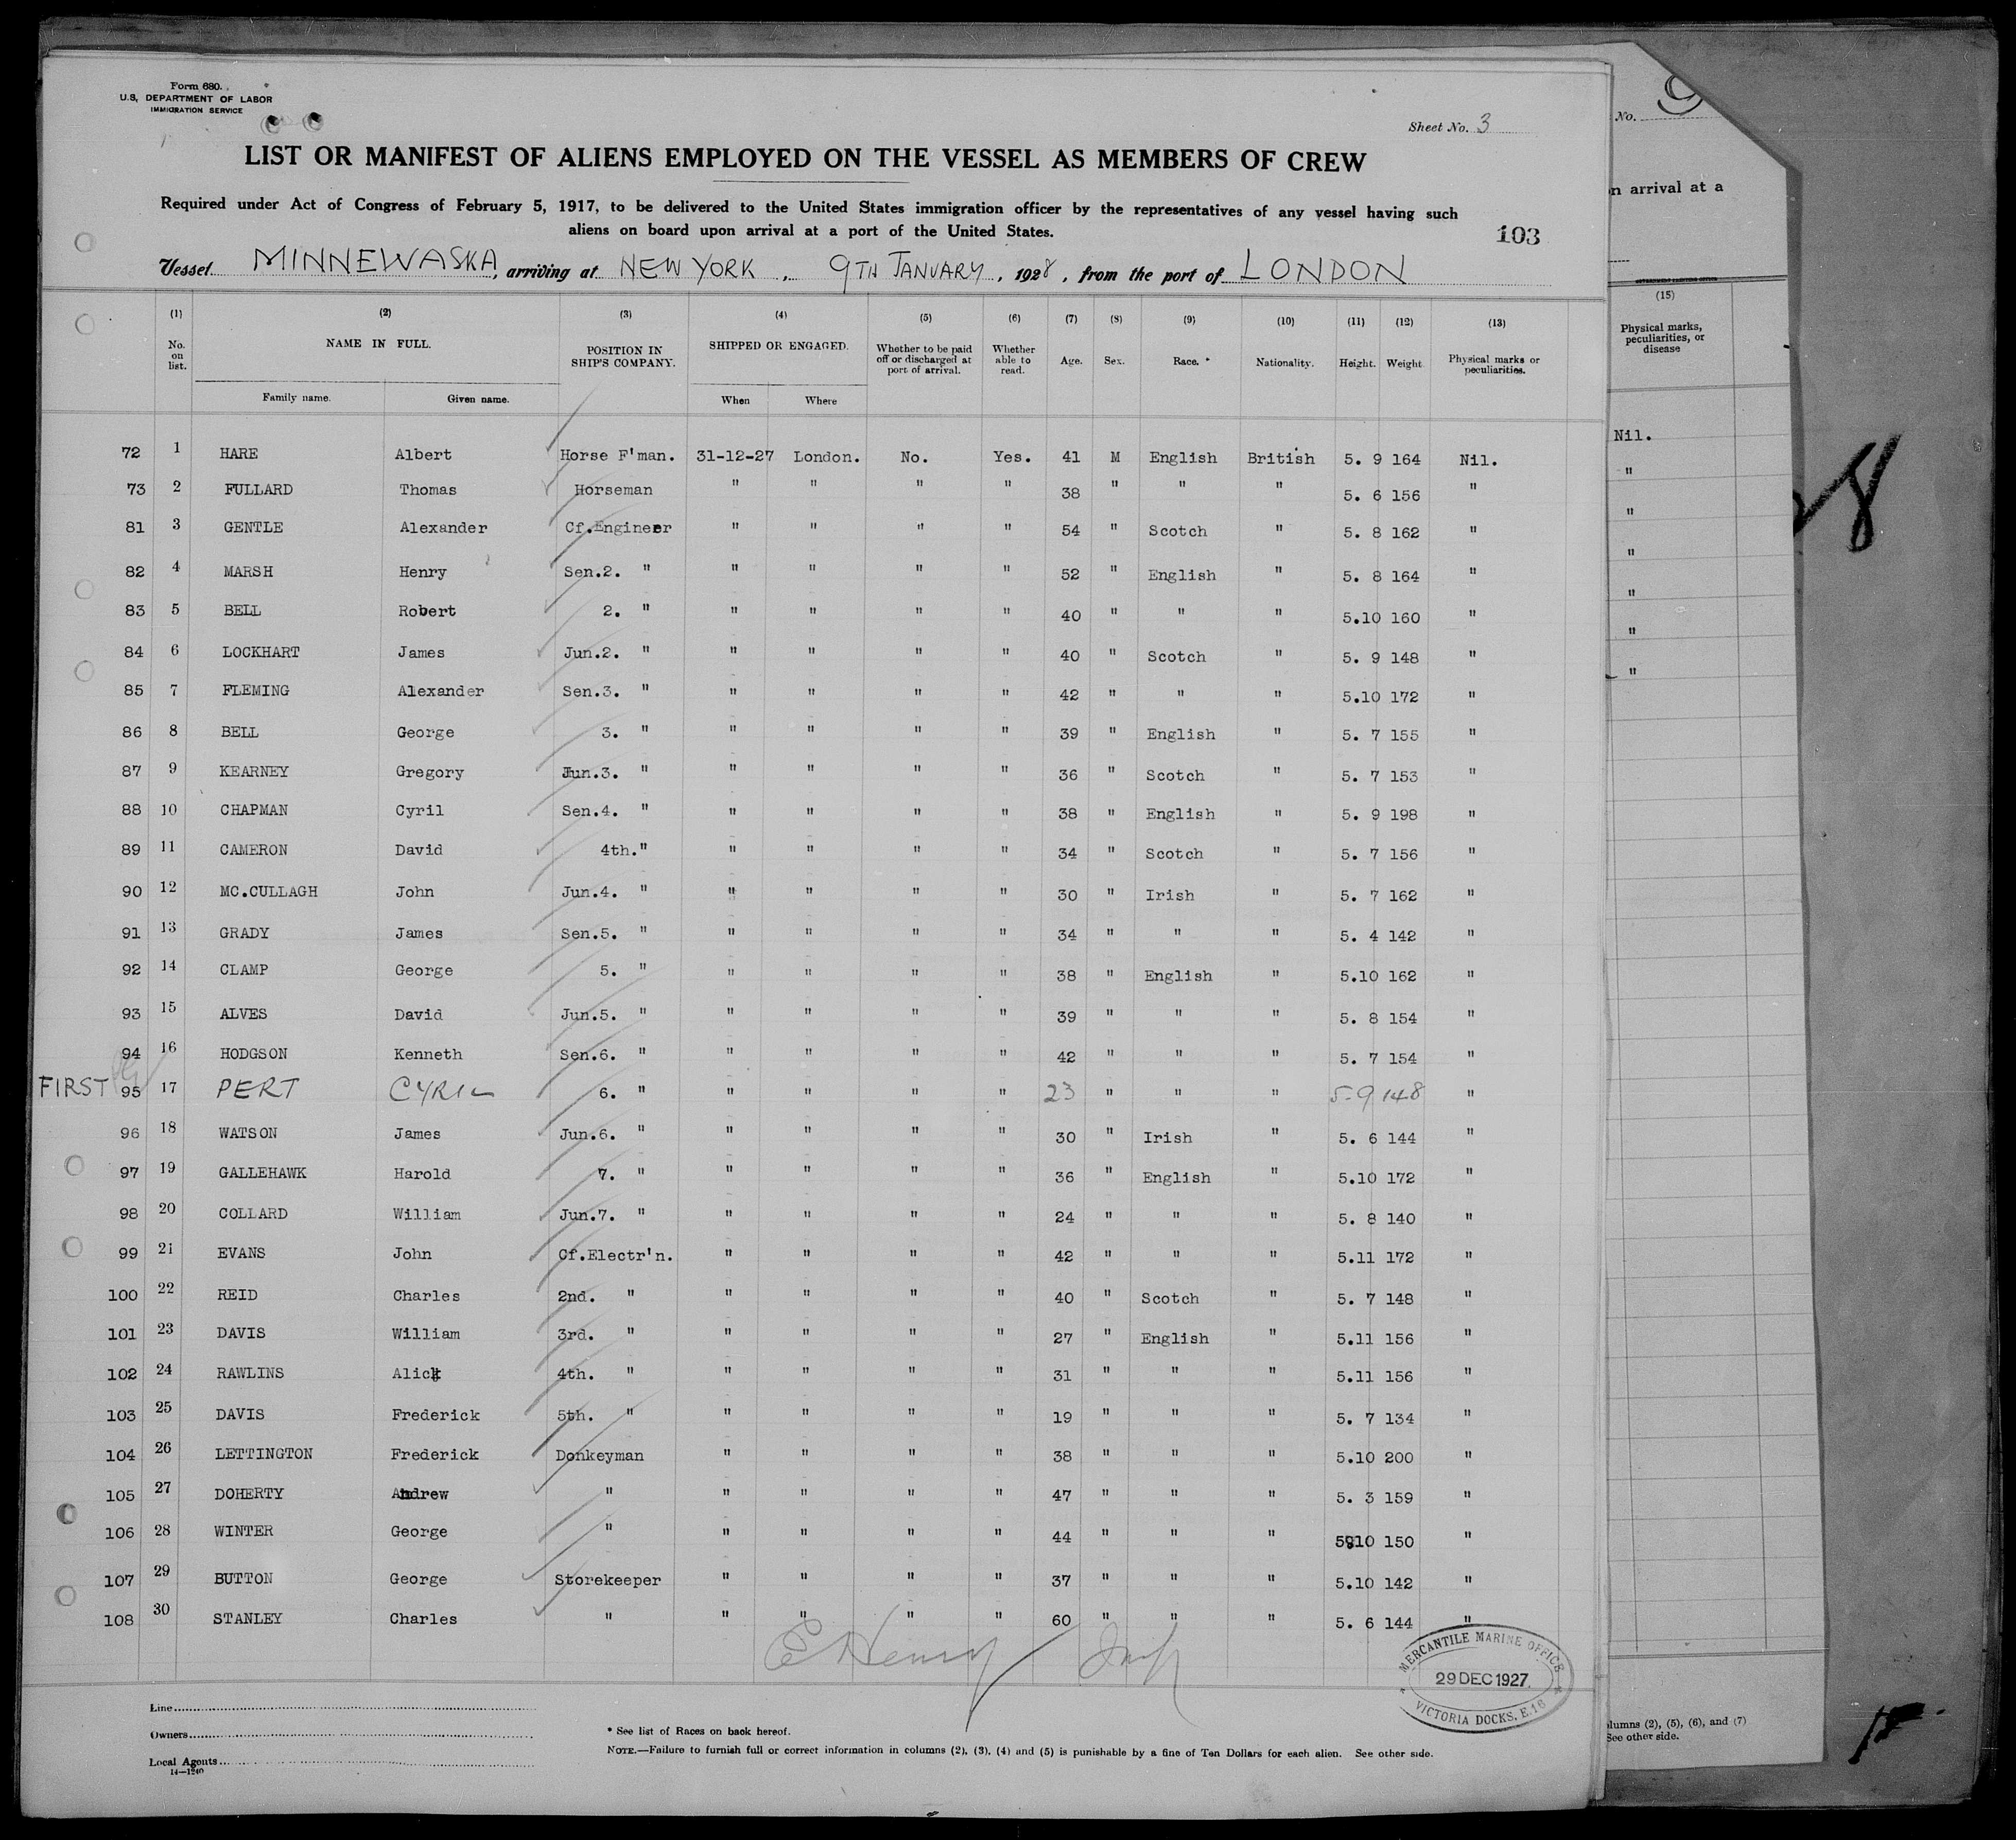 Form 680.
U.S. DEPARTMENT OF LABOR
IMMIGRATION SERVICE
Sheet No. 3
LIST OR MANIFEST OF ALIENS EMPLOYED ON THE VESSEL AS MEMBERS OF CREW
Required under Act of Congress of February 5, 1917, to be delivered to the United States immigration officer by the representatives of any vessel having such
aliens on board upon arrival at a port of the United States.
103
Vessel MINNEWASKA, arriving at NEW YORK, 9TH JANUARY, 1928, from the port of LONDON
(1) (2) (3) (4) (5) (6) (7) (8) (9) (10) (11) (12) (13)
No. on list. NAME IN FULL. POSITION IN SHIP'S COMPANY. SHIPPED OR ENGAGED. Whether to be paid off or discharged at port of arrival. Whether able to read. Age. Sex. Race. * Nationality. Height. Weight Physical marks or peculiarities.
Family name. Given name. When Where
72 1 HARE Albert Horse F'man. 31-12-27 London. No. Yes. 41 M English British 5. 9 164 Nil.
73 2 FULLARD Thomas Horseman " " " " 38 " " " 5. 6 156 "
81 3 GENTLE Alexander Cf.Engineer " " " " 54 " Scotch " 5. 8 162 "
82 4 MARSH Henry Sen.2. " " " " " 52 " English " 5. 8 164 "
83 5 BELL Robert 2. " " " " " 40 " " " 5.10 160 "
84 6 LOCKHART James Jun.2. " " " " " 40 " Scotch " 5. 9 148 "
85 7 FLEMING Alexander Sen.3. " " " " " 42 " " " 5.10 172 "
86 8 BELL George 3. " " " " " 39 " English " 5. 7 155 "
87 9 KEARNEY Gregory Jun.3. " " " " " 36 " Scotch " 5. 7 153 "
88 10 CHAPMAN Cyril Sen.4. " " " " " 38 " English " 5. 9 198 "
89 11 CAMERON David 4th." " " " " 34 " Scotch " 5. 7 156 "
90 12 MC.CULLAGH John Jun.4. " " " " " 30 " Irish " 5. 7 162 "
91 13 GRADY James Sen.5. " " " " " 34 " " " 5. 4 142 "
92 14 CLAMP George 5. " " " " " 38 " English " 5.10 162 "
93 15 ALVES David Jun.5. " " " " " 39 " " " 5. 8 154 "
94 16 HODGSON Kenneth Sen.6. " " " " " 42 " " " 5. 7 154 "
FIRST 95 17 PERT CYRIL 6. " " " " " 23 " " " 5-9 148 "
96 18 WATSON James Jun.6. " " " " " 30 " Irish " 5. 6 144 "
97 19 GALLEHAWK Harold 7. " " " " " 36 " English " 5.10 172 "
98 20 COLLARD William Jun.7. " " " " " 24 " " " 5. 8 140 "
99 21 EVANS John Cf.Electr'n. " " " " 42 " " " 5.11 172 "
100 22 REID Charles 2nd. " " " " " 40 " Scotch " 5. 7 148 "
101 23 DAVIS William 3rd. " " " " " 27 " English " 5.11 156 "
102 24 RAWLINS Alick 4th. " " " " " 31 " " " 5.11 156 "
103 25 DAVIS Frederick 5th. " " " " " 19 " " " 5. 7 134 "
104 26 LETTINGTON Frederick Donkeyman " " " " 38 " " " 5.10 200 "
105 27 DOHERTY Andrew " " " " " 47 " " " 5. 3 159 "
106 28 WINTER George " " " " " 44 " " " 5.10 150 "
107 29 BUTTON George Storekeeper " " " " 37 " " " 5.10 142 "
108 30 STANLEY Charles " " " " " 60 " " " 5. 6 144 "
E Henry
MERCANTILE MARINE OFFICE
29 DEC 1927
VICTORIA DOCKS, E.16
Line
Owners
Local Agents
14—1240
* See list of Races on back hereof.
NOTE.—Failure to furnish full or correct information in columns (2), (3), (4) and (5) is punishable by a fine of Ten Dollars for each alien. See other side.
No. 9
n arrival at a
(15)
Physical marks, peculiarities, or disease
Nil.
"
"
"
"
"
"
lumns (2), (5), (6), and (7)
See other side.
8